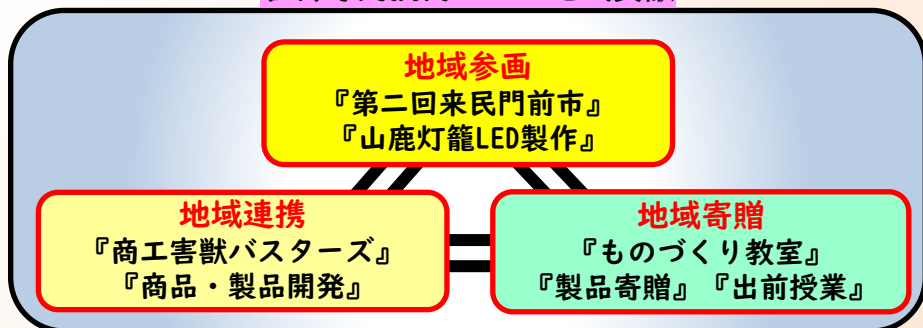 地域参画
『第二回来民門前市』
『山鹿灯籠LED製作』
地域連携
『商工害獣バスターズ』
『商品・製品開発』
地域寄贈
『ものづくり教室』
『製品寄贈』『出前授業』